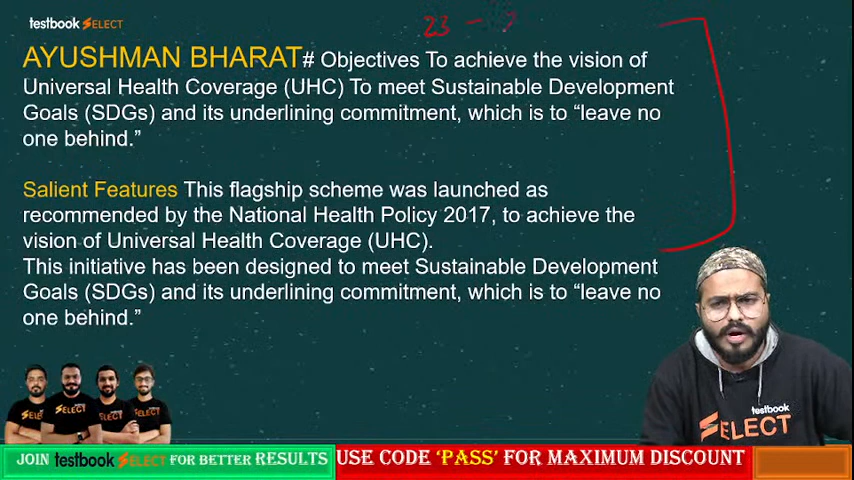 testbook SELECT
23 -
AYUSHMAN BHARAT# Objectives To achieve the vision of
Universal Health Coverage (UHC) To meet Sustainable Development
Goals (SDGs) and its underlining commitment, which is to “leave no
one behind.”
Salient Features This flagship scheme was launched as
recommended by the National Health Policy 2017, to achieve the
vision of Universal Health Coverage (UHC).
This initiative has been designed to meet Sustainable Development
Goals (SDGs) and its underlining commitment, which is to “leave no
one behind.”
SELECT
testbook
SELECT
JOIN testbook SELECT FOR BETTER RESULTS
USE CODE ‘PASS’ FOR MAXIMUM DISCOUNT